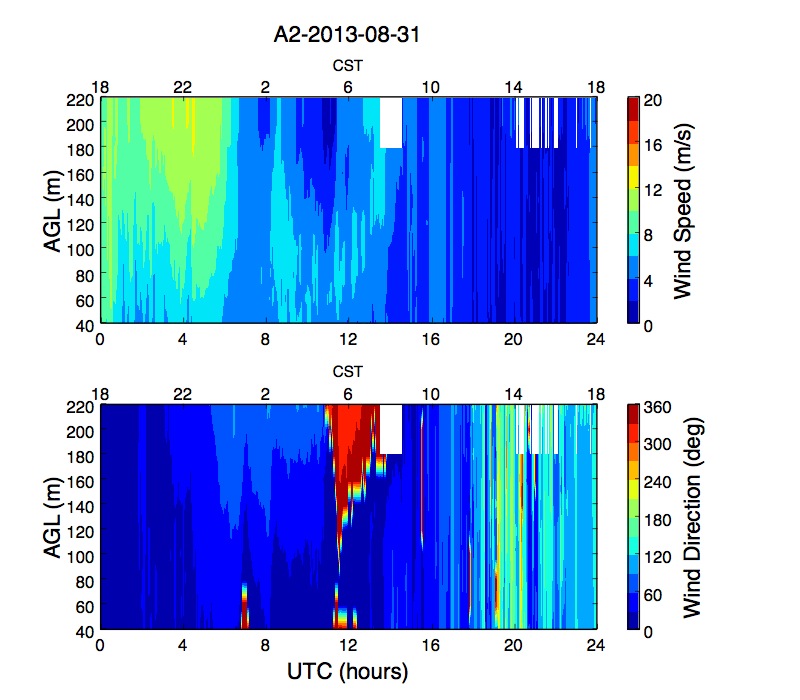 A2-2013-08-31
CST
18 22 2 6 10 14 18
220
200
180
160
140
120
100
80
60
40
AGL (m)
0 4 8 12 16 20 24
20
16
12
8
4
0
Wind Speed (m/s)
CST
18 22 2 6 10 14 18
220
200
180
160
140
120
100
80
60
40
AGL (m)
0 4 8 12 16 20 24
UTC (hours)
360
300
240
180
120
60
0
Wind Direction (deg)